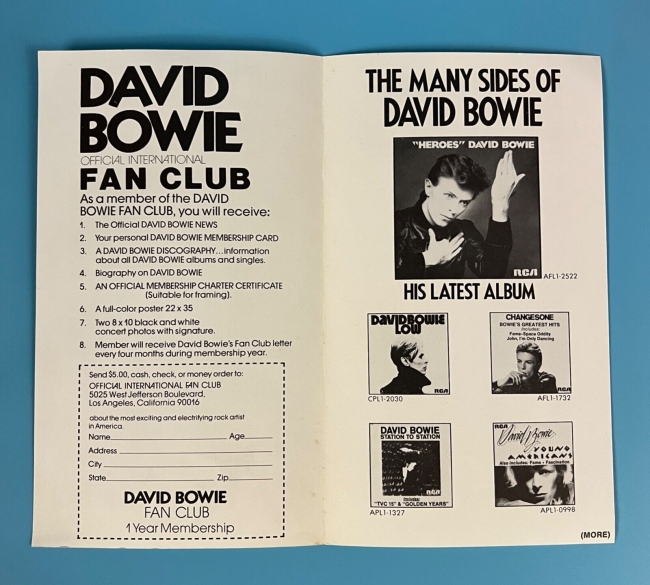 DAVID
BOWIE
OFFICIAL INTERNATIONAL
FAN CLUB
As a member of the DAVID
BOWIE FAN CLUB, you will receive:
1. The Official DAVID BOWIE NEWS
2. Your personal DAVID BOWIE MEMBERSHIP CARD
3. A DAVID BOWIE DISCOGRAPHY...information
about all DAVID BOWIE albums and singles.
4. Biography on DAVID BOWIE
5. AN OFFICIAL MEMBERSHIP CHARTER CERTIFICATE
(Suitable for framing).
6. A full-color poster 22 x 35
7. Two 8 x 10 black and white
concert photos with signature.
8. Member will receive David Bowie's Fan Club letter
every four months during membership year.
Send $5.00, cash, check, or money order to:
OFFICIAL INTERNATIONAL FAN CLUB
5025 West Jefferson Boulevard,
Los Angeles, California 90016
about the most exciting and electrifying rock artist
in America.
Name Age
Address
City
State Zip
DAVID BOWIE
FAN CLUB
1 Year Membership
THE MANY SIDES OF
DAVID BOWIE
"HEROES" DAVID BOWIE
RCA
AFL1-2522
HIS LATEST ALBUM
DAVID BOWIE
LOW
RCA
CPL1-2030
CHANGESONE
BOWIE'S GREATEST HITS
Includes:
Fame • Space Oddity
John, I'm Only Dancing
RCA
AFL1-1732
DAVID BOWIE
STATION TO STATION
RCA
Includes
"TVC 15" & "GOLDEN YEARS"
APL1-1327
RCA
David Bowie
YOUNG
AMERICANS
Also includes: Fame • Fascination
APL1-0998
(MORE)